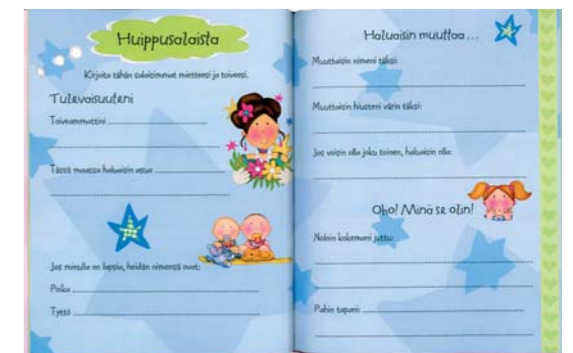 Huippusalaista
Kirjoita tähän salaisimmat mietteesi ja toiveesi.
Tulevaisuuteni
Toiveammattini
Tässä maassa haluaisin asua
Jos minulla on lapsia, heidän nimensä ovat:
Poika
Tyttö
Haluaisin muuttaa...
Muuttaisin nimeni täksi:
Muuttaisin hiusteni värin täksi:
Jos voisin olla joku toinen, haluaisin olla:
Oho! Minä se olin!
Noloin kokemani juttu:
Pahin tapani: